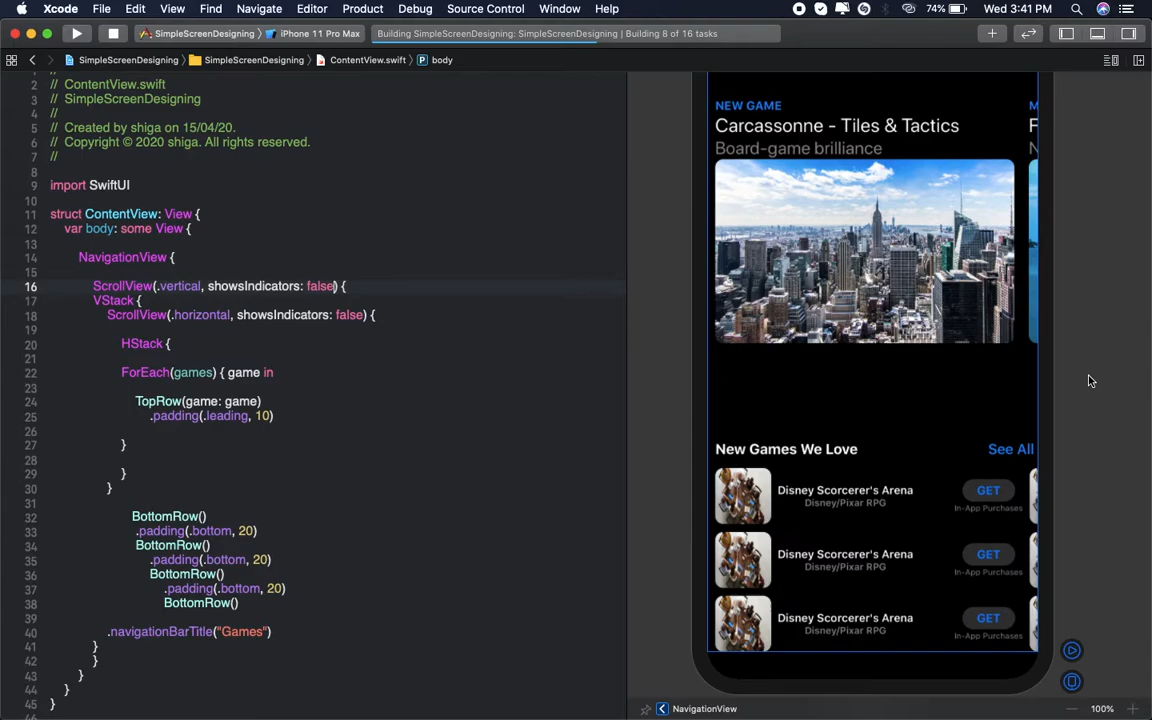 Xcode File Edit View Find Navigate Editor Product Debug Source Control Window Help 74% Wed 3:41 PM
SimpleScreenDesigning iPhone 11 Pro Max Building SimpleScreenDesigning: SimpleScreenDesigning | Building 8 of 16 tasks
SimpleScreenDesigning SimpleScreenDesigning ContentView.swift P body
2 // ContentView.swift
3 // SimpleScreenDesigning
4 //
5 // Created by shiga on 15/04/20.
6 // Copyright © 2020 shiga. All rights reserved.
7 //
8
9 import SwiftUI
10
11 struct ContentView: View {
12 var body: some View {
13
14 NavigationView {
15
16 ScrollView(.vertical, showsIndicators: false) {
17 VStack {
18 ScrollView(.horizontal, showsIndicators: false) {
19
20 HStack {
21
22 ForEach(games) { game in
23
24 TopRow(game: game)
25 .padding(.leading, 10)
26
27 }
28
29 }
30 }
31
32 BottomRow()
33 .padding(.bottom, 20)
34 BottomRow()
35 .padding(.bottom, 20)
36 BottomRow()
37 .padding(.bottom, 20)
38 BottomRow()
39
40 .navigationBarTitle("Games")
41 }
42 }
43 }
44 }
45 }
NEW GAME M
Carcassonne - Tiles & Tactics F
Board-game brilliance N
New Games We Love See All
Disney Scorcerer's Arena
Disney/Pixar RPG
GET
In-App Purchases
Disney Scorcerer's Arena
Disney/Pixar RPG
GET
In-App Purchases
Disney Scorcerer's Arena
Disney/Pixar RPG
GET
In-App Purchases
NavigationView 100%